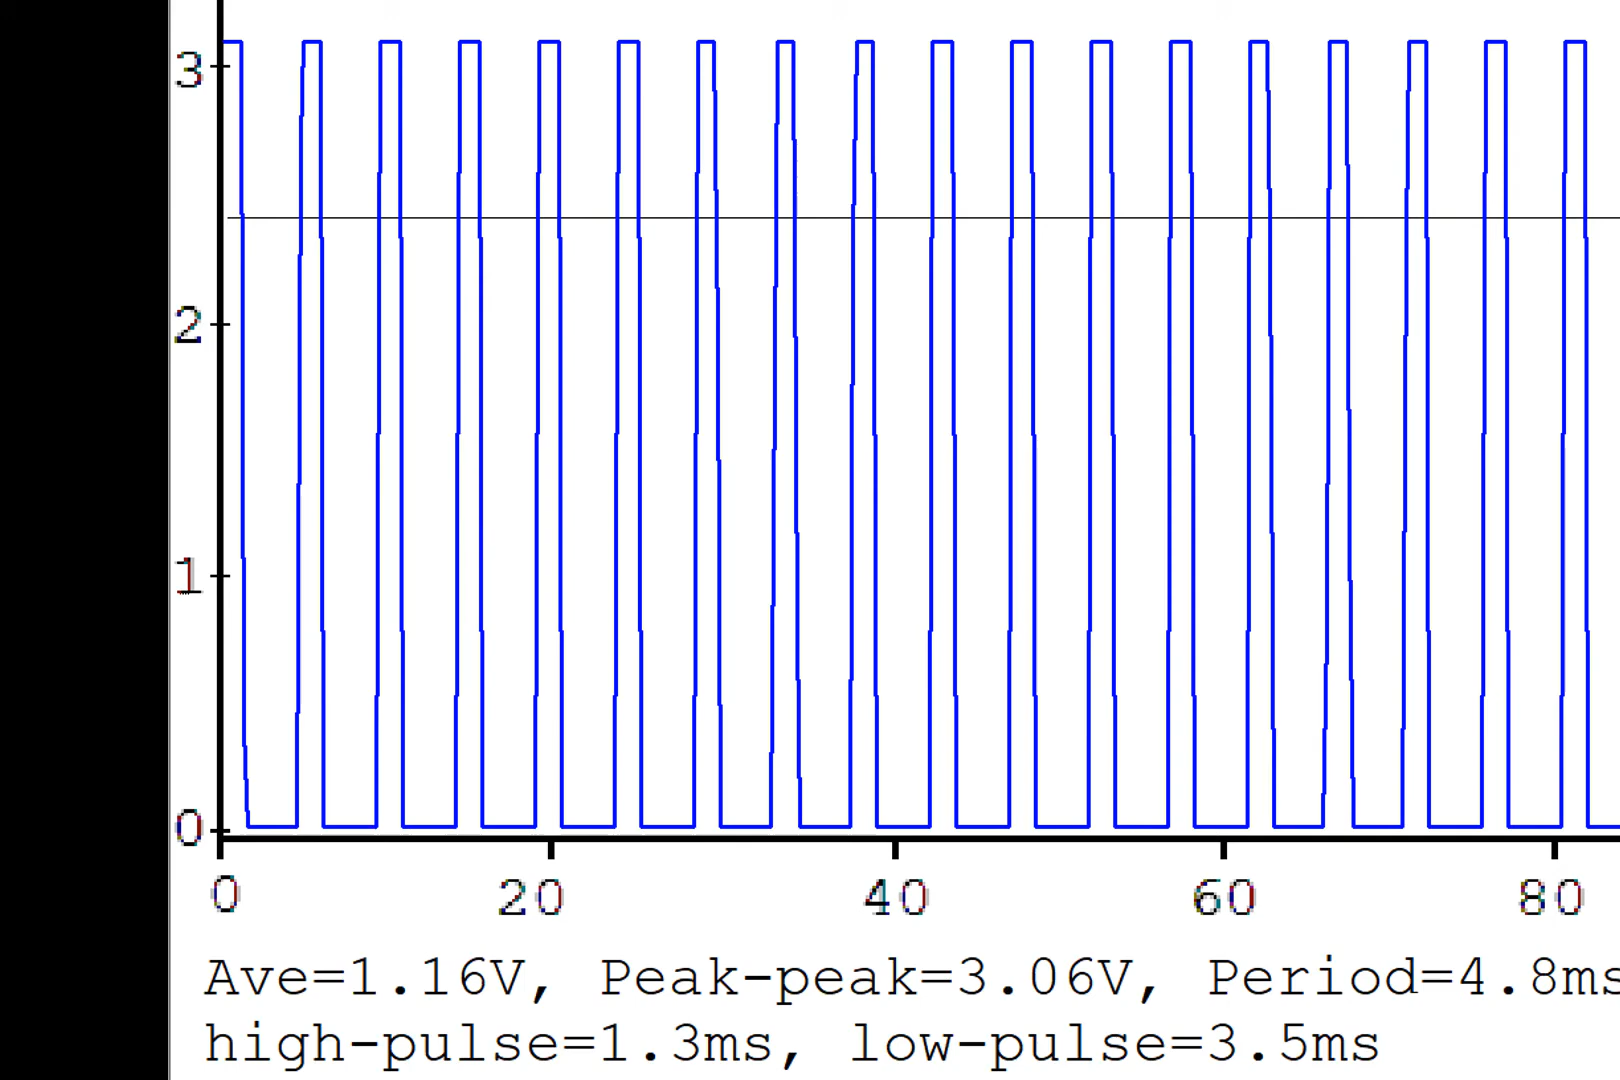 3
2
1
0
0 20 40 60 80
Ave=1.16V, Peak-peak=3.06V, Period=4.8ms
high-pulse=1.3ms, low-pulse=3.5ms